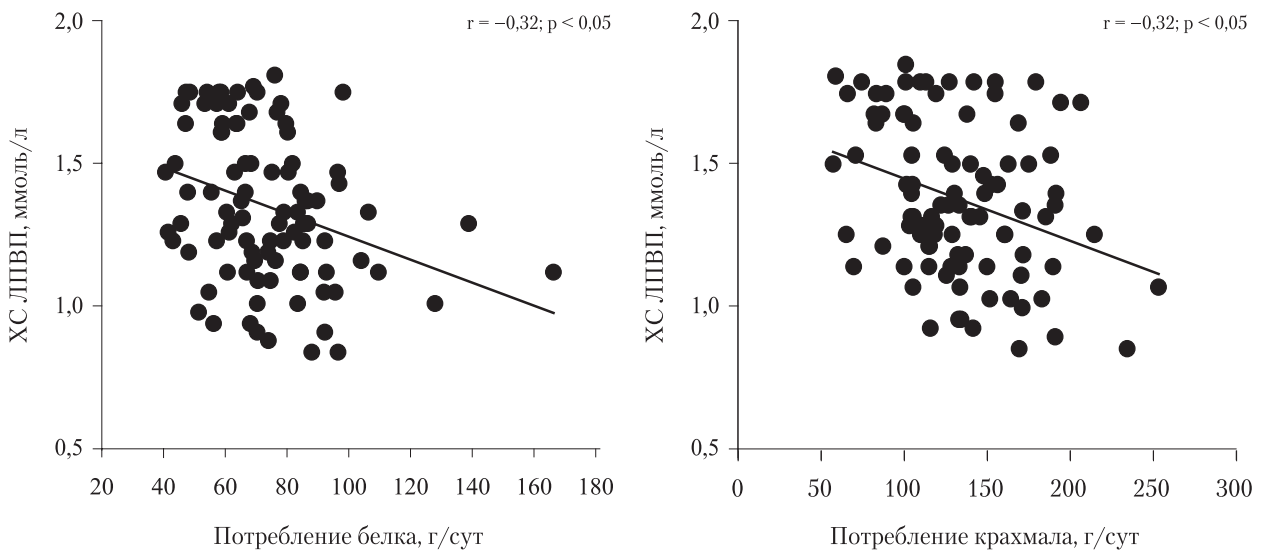 2,0
r = −0,32; p < 0,05
1,5
1,0
0,5
ХС ЛПВП, ммоль/л
20 40 60 80 100 120 140 160 180
Потребление белка, г/сут
2,0
r = −0,32; p < 0,05
1,5
1,0
0,5
ХС ЛПВП, ммоль/л
0 50 100 150 200 250 300
Потребление крахмала, г/сут